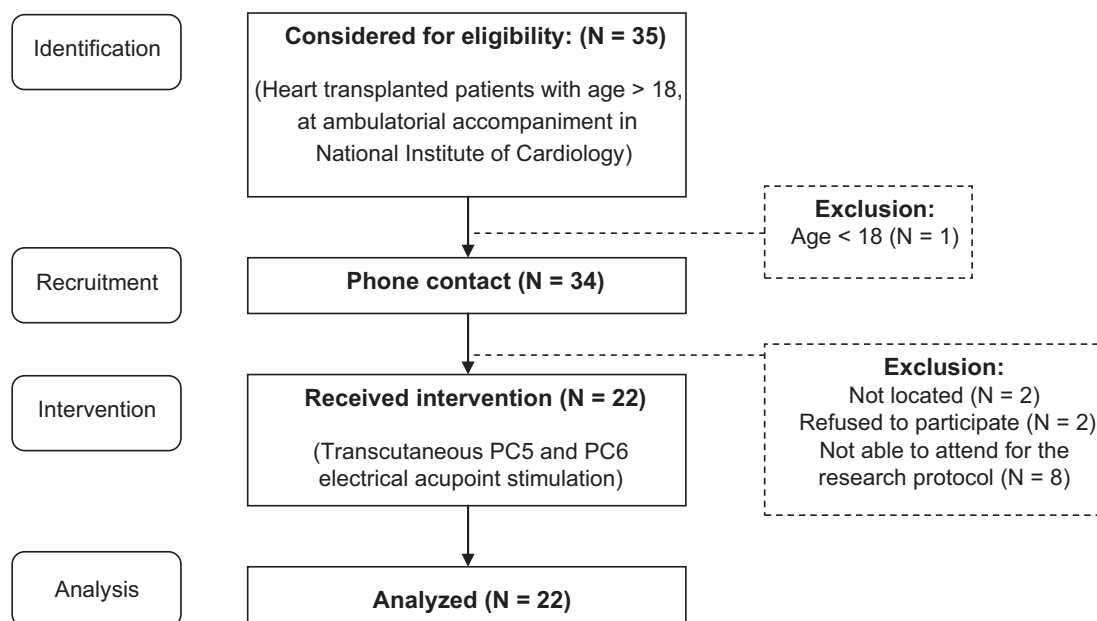 Identification
Considered for eligibility: (N = 35)
(Heart transplanted patients with age > 18,
at ambulatorial accompaniment in
National Institute of Cardiology)
Exclusion:
Age < 18 (N = 1)
Recruitment
Phone contact (N = 34)
Exclusion:
Not located (N = 2)
Refused to participate (N = 2)
Not able to attend for the
research protocol (N = 8)
Intervention
Received intervention (N = 22)
(Transcutaneous PC5 and PC6
electrical acupoint stimulation)
Analysis
Analyzed (N = 22)